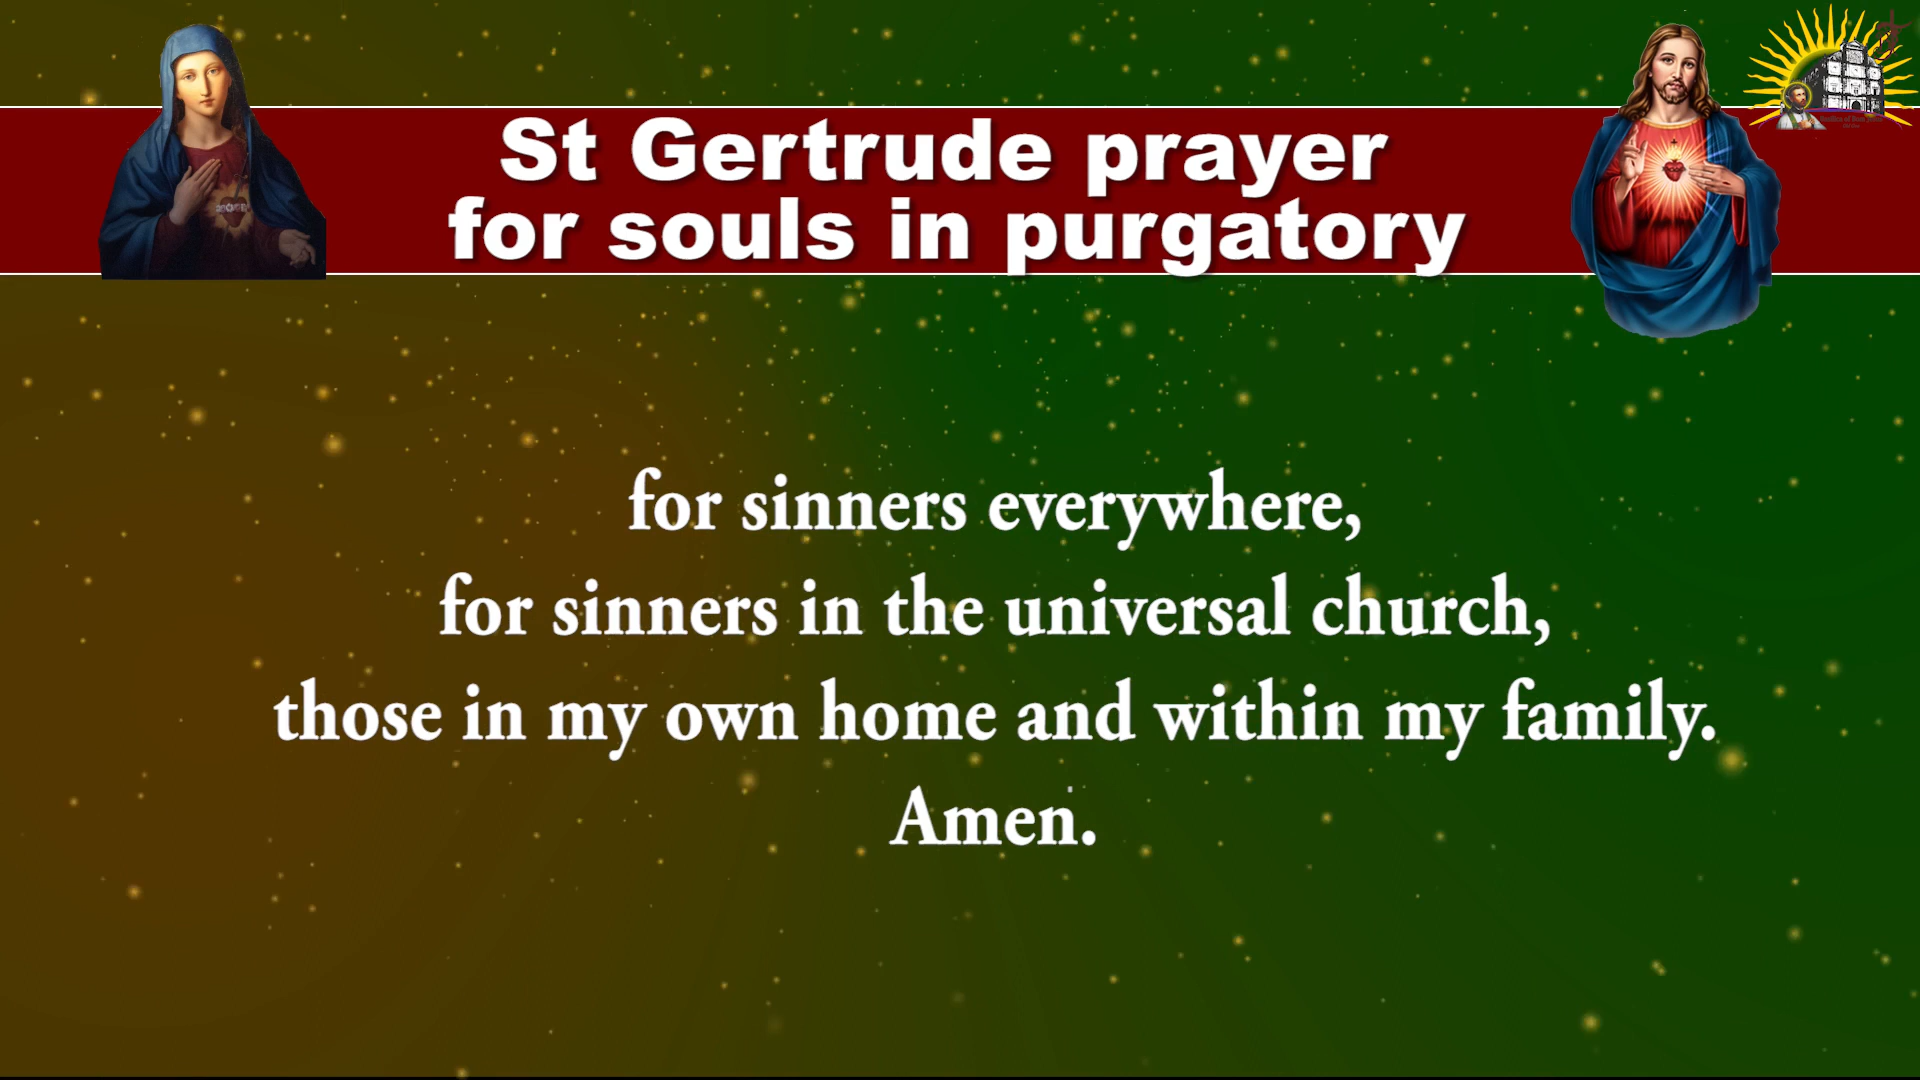 St Gertrude prayer
for souls in purgatory
for sinners everywhere,
for sinners in the universal church,
those in my own home and within my family.
Amen.